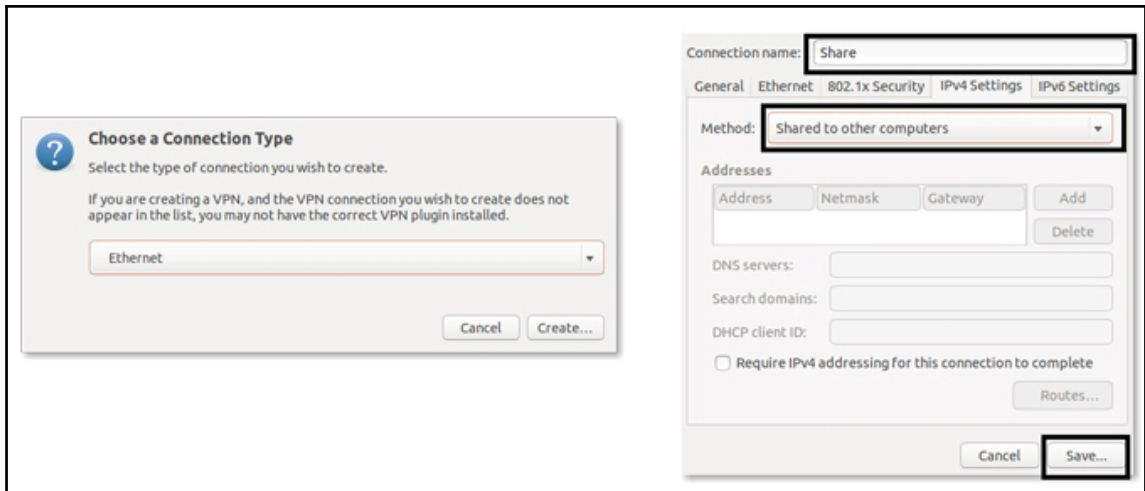 Choose a Connection Type
Select the type of connection you wish to create.
If you are creating a VPN, and the VPN connection you wish to create does not
appear in the list, you may not have the correct VPN plugin installed.
Ethernet
Cancel Create...
Connection name: Share
General Ethernet 802.1x Security IPv4 Settings IPv6 Settings
Method: Shared to other computers
Addresses
Address Netmask Gateway Add
Delete
DNS servers:
Search domains:
DHCP client ID:
Require IPv4 addressing for this connection to complete
Routes...
Cancel Save...